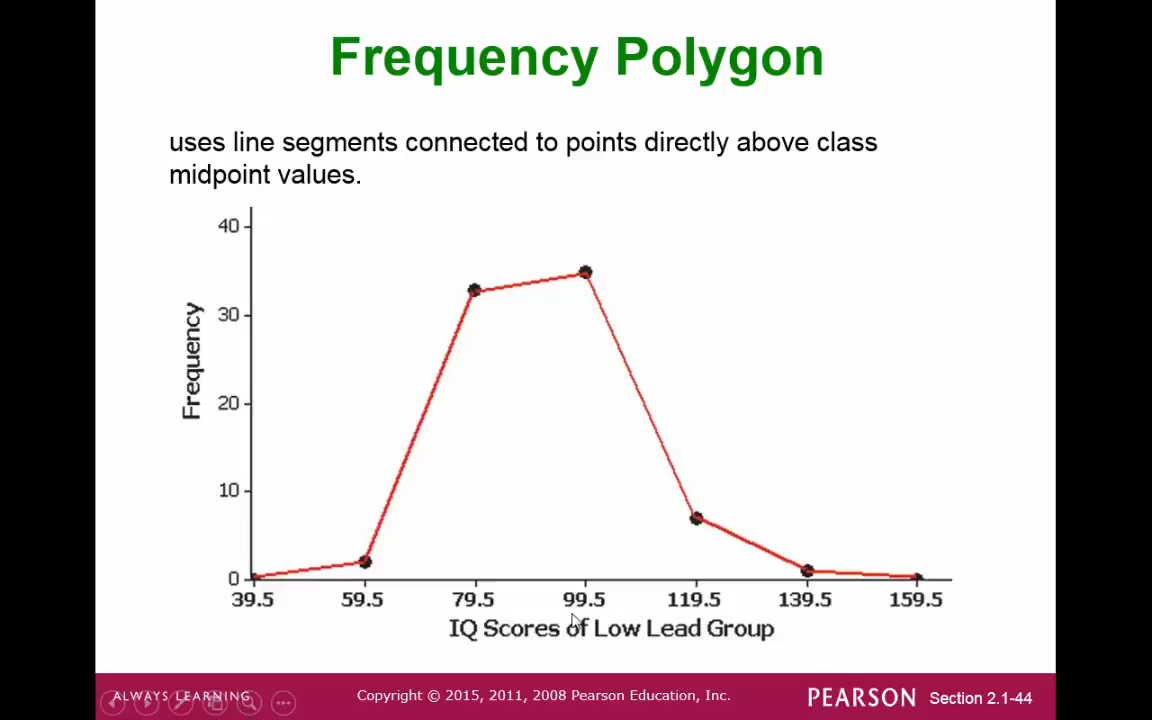 Frequency Polygon
uses line segments connected to points directly above class
midpoint values.
40
30
20
10
0
Frequency
39.5 59.5 79.5 99.5 119.5 139.5 159.5
IQ Scores of Low Lead Group
ALWAYS LEARNING
Copyright © 2015, 2011, 2008 Pearson Education, Inc.
PEARSON
Section 2.1-44